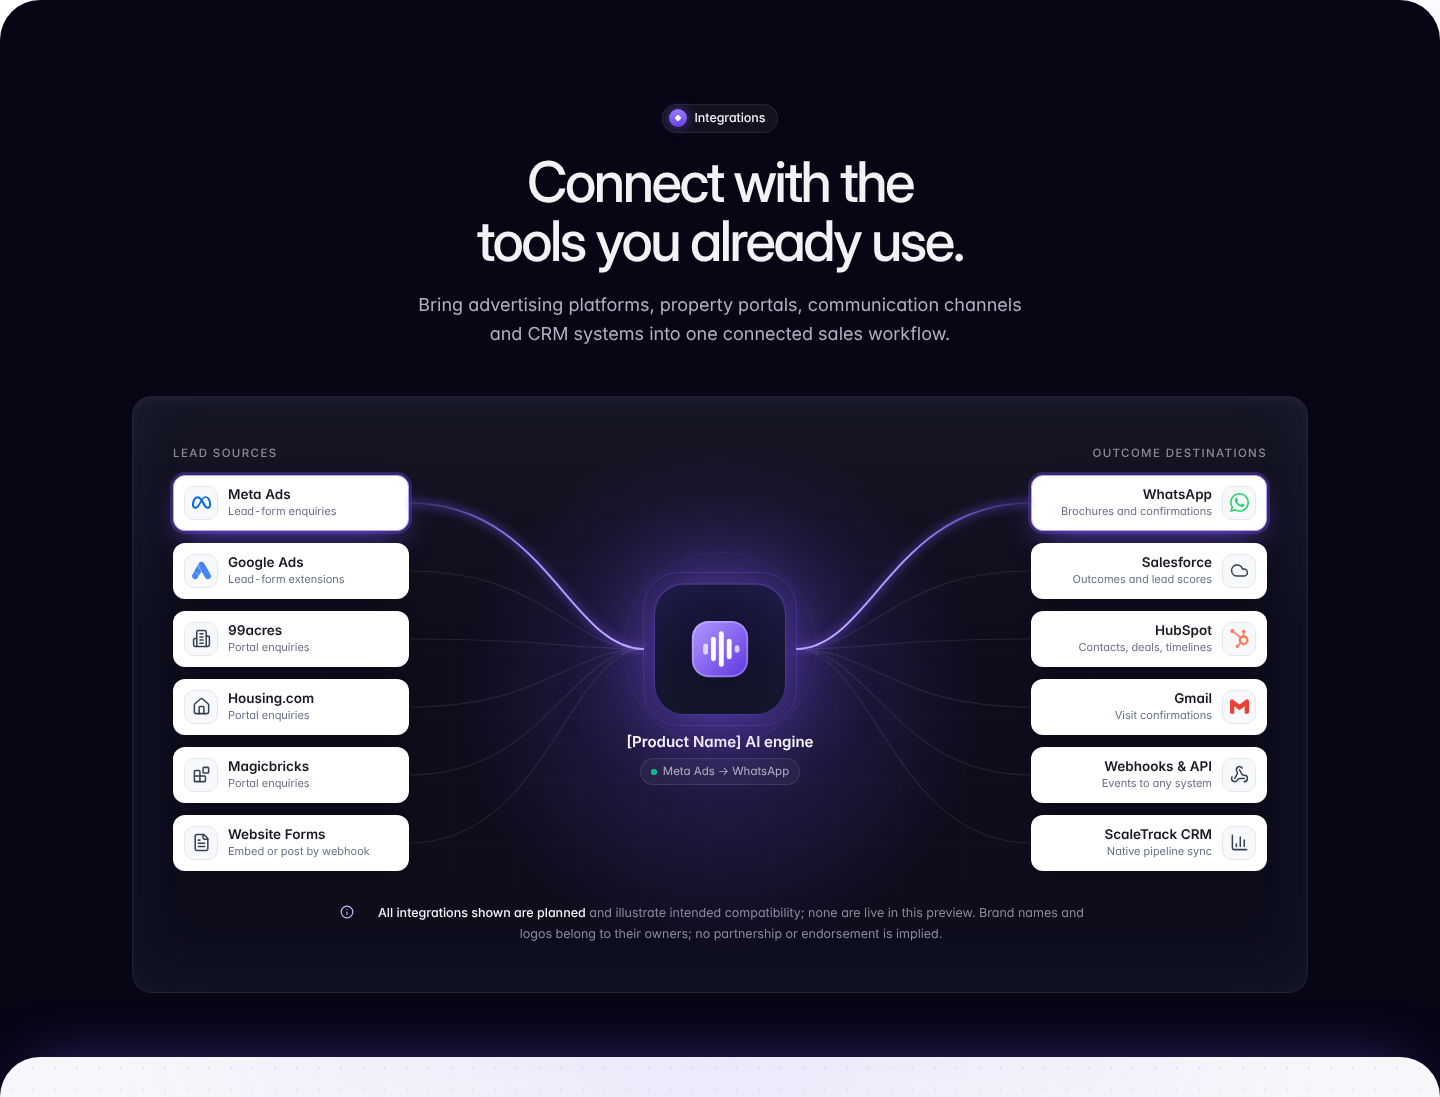 Integrations
Connect with the
tools you already use.
Bring advertising platforms, property portals, communication channels
and CRM systems into one connected sales workflow.
LEAD SOURCES
Meta Ads
Lead-form enquiries
Google Ads
Lead-form extensions
99acres
Portal enquiries
Housing.com
Portal enquiries
Magicbricks
Portal enquiries
Website Forms
Embed or post by webhook
[Product Name] AI engine
Meta Ads → WhatsApp
OUTCOME DESTINATIONS
WhatsApp
Brochures and confirmations
Salesforce
Outcomes and lead scores
HubSpot
Contacts, deals, timelines
Gmail
Visit confirmations
Webhooks & API
Events to any system
ScaleTrack CRM
Native pipeline sync
All integrations shown are planned and illustrate intended compatibility; none are live in this preview. Brand names and
logos belong to their owners; no partnership or endorsement is implied.